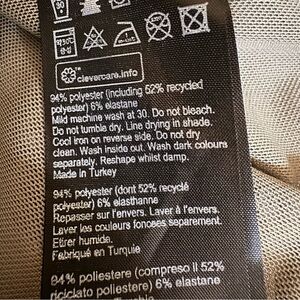 30
clevercare.info
94% polyester (including 52% recycled
polyester) 6% elastane
Mild machine wash at 30. Do not bleach.
Do not tumble dry. Line drying in shade.
Cool iron on reverse side. Do not dry
clean. Wash inside out. Wash dark colours
separately. Reshape whilst damp.
Made in Turkey
94% polyester (dont 52% recyclé
polyester) 6% élasthanne
Repasser sur l'envers. Laver à l'envers.
Laver les couleurs foncées separement.
Etirer humide.
Fabriqué en Turquie
94% poliestere (compreso il 52%
riciclato poliestere) 6% elastane